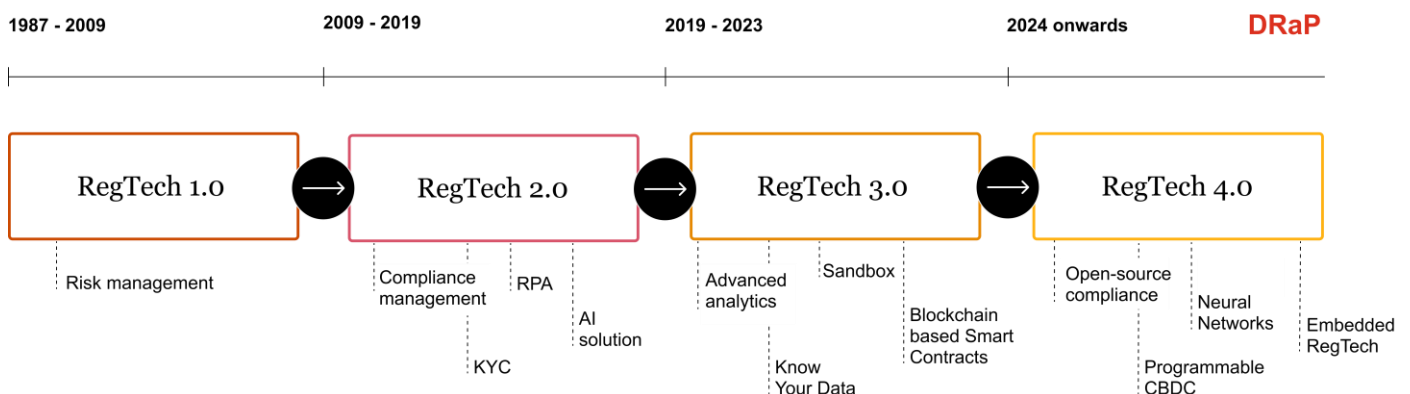 1987 - 2009
2009 - 2019
2019 - 2023
2024 onwards
DRaP
RegTech 1.0
RegTech 2.0
RegTech 3.0
RegTech 4.0
Risk management
Compliance
management
KYC
RPA
AI
solution
Advanced
analytics
Know
Your Data
Sandbox
Blockchain
based Smart
Contracts
Open-source
compliance
Programmable
CBDC
Neural
Networks
Embedded
RegTech